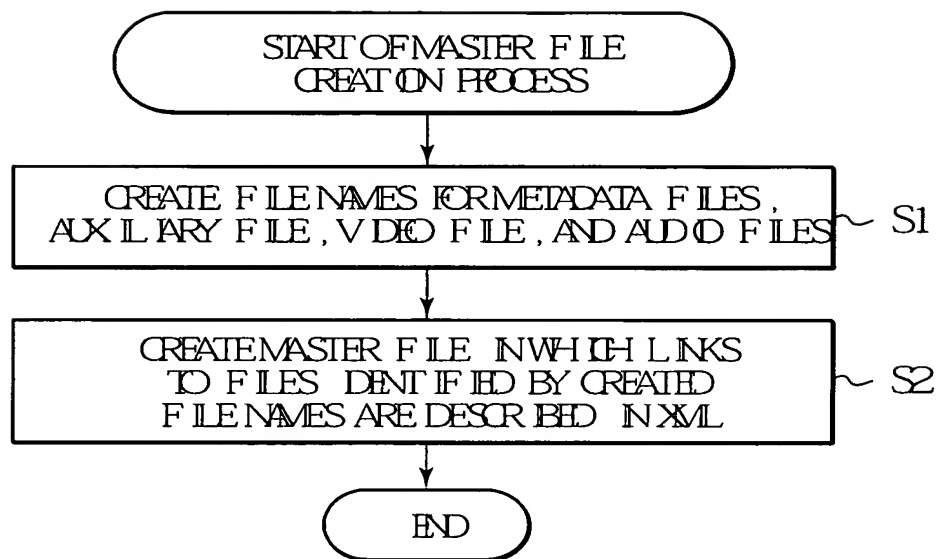 START OF MASTER FILE
CREATION PROCESS
CREATE FILE NAMES FOR METADATA FILES,
AUXILIARY FILE, VIDEO FILE, AND AUDIO FILES
S1
CREATE MASTER FILE IN WHICH LINKS
TO FILES IDENTIFIED BY CREATED
FILE NAMES ARE DESCRIBED IN XML
S2
END